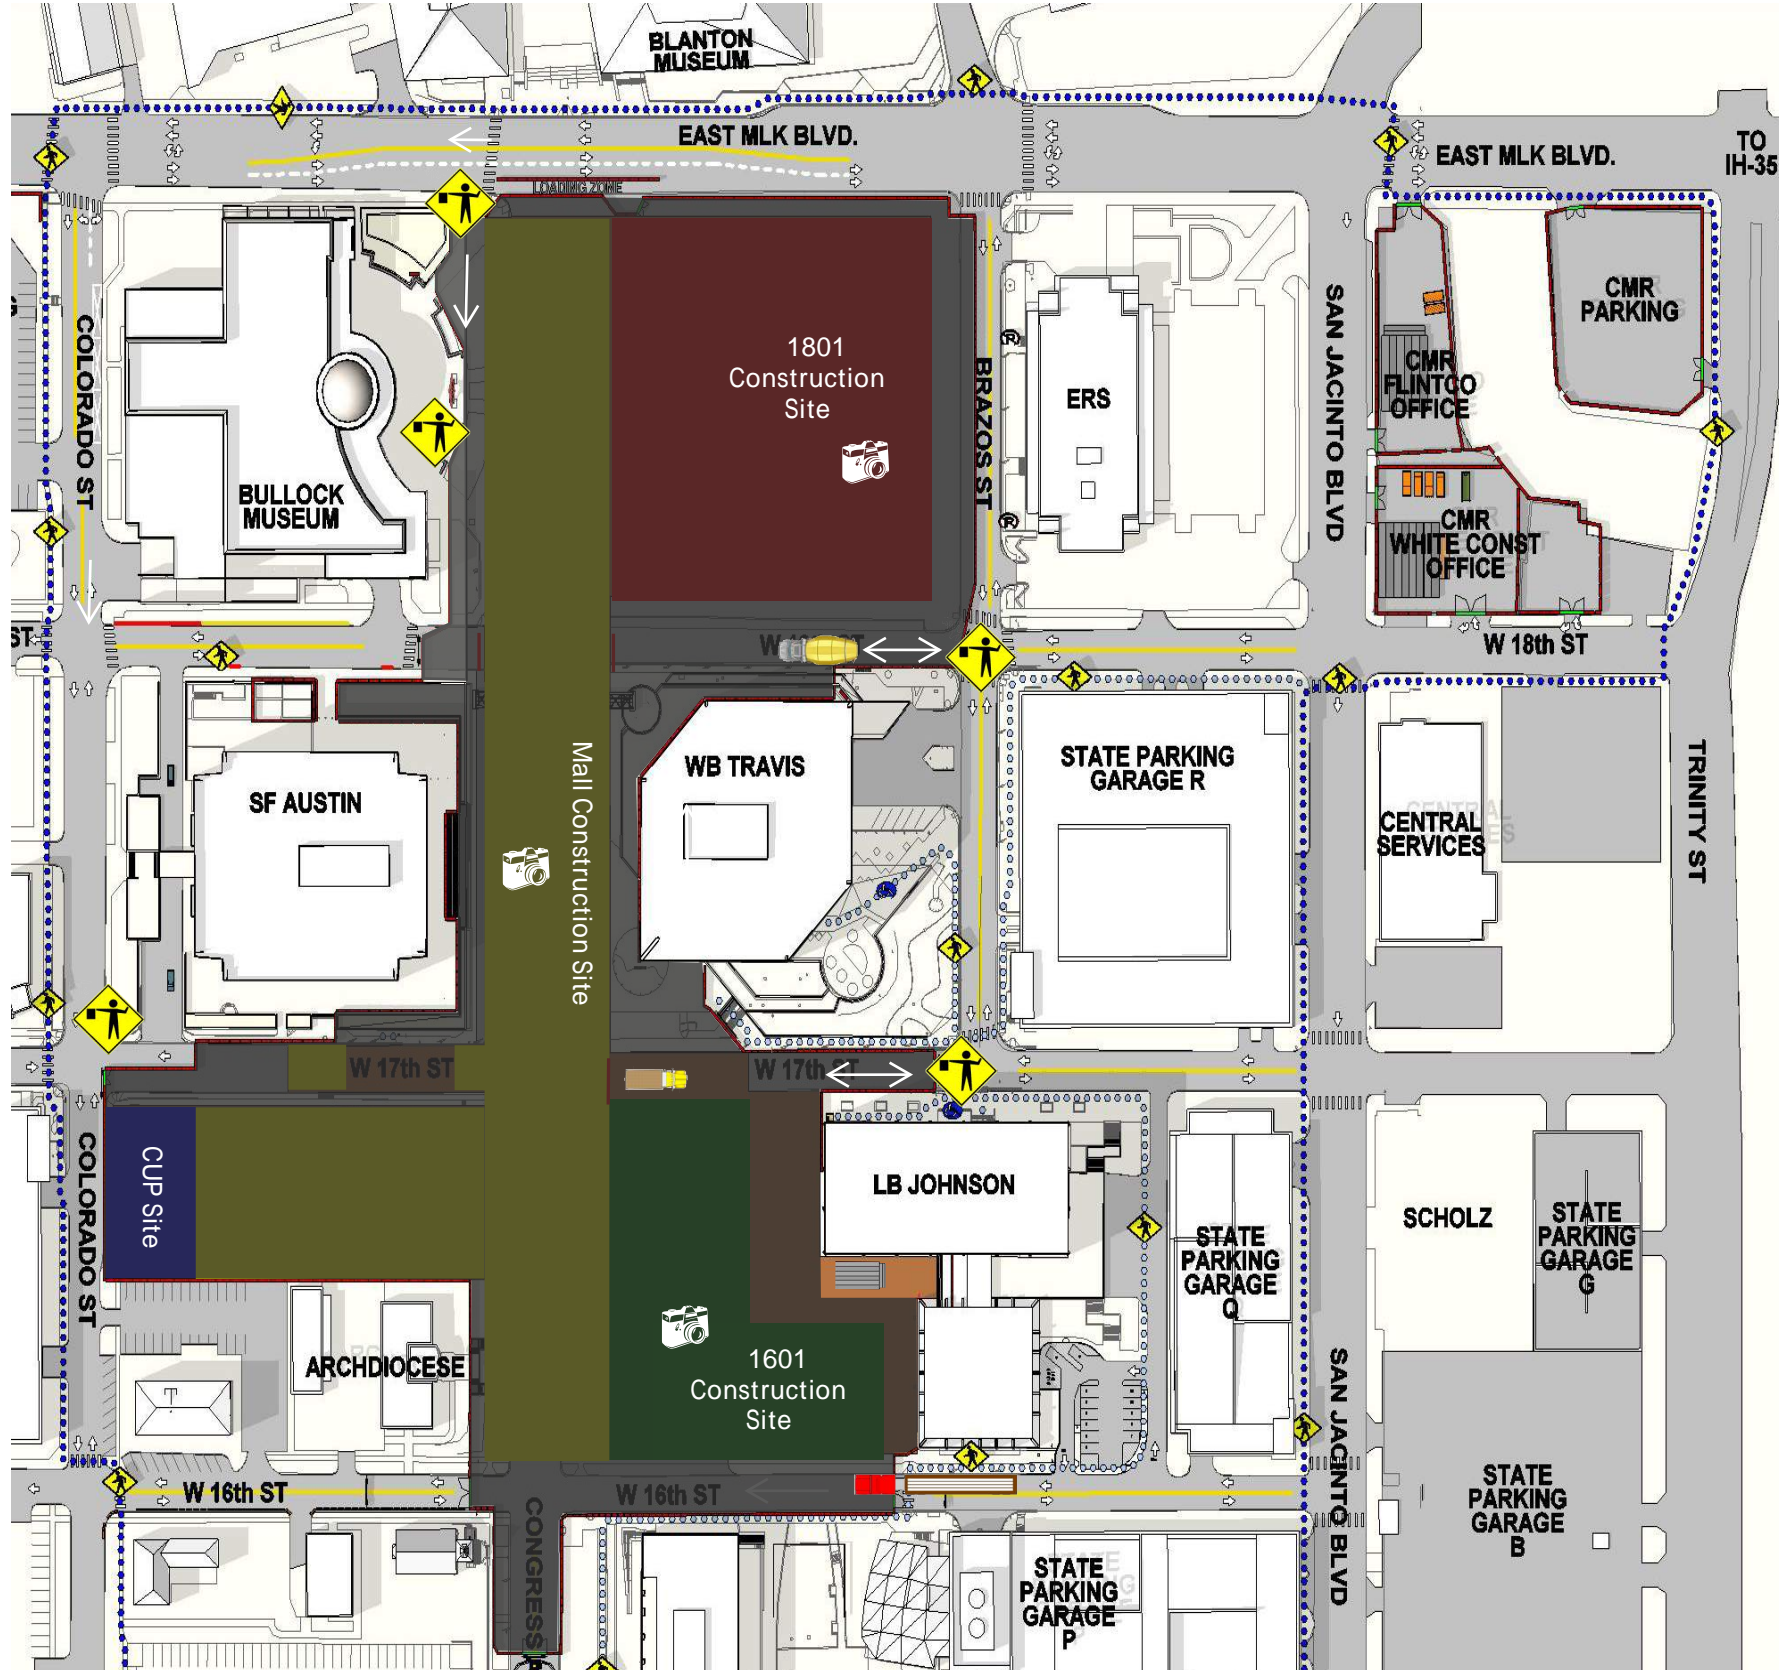 BLANTON
MUSEUM
EAST MLK BLVD.
EAST MLK BLVD.
TO
IH-35
LOADING ZONE
COLORADO ST
BULLOCK
MUSEUM
1801
Construction
Site
BRAZOS ST
ERS
SAN JACINTO BLVD
CMR
FLINTCO
OFFICE
CMR
PARKING
CMR
WHITE CONST
OFFICE
ST
W 18th ST
W 18th ST
SF AUSTIN
Mall Construction Site
WB TRAVIS
STATE PARKING
GARAGE R
CENTRAL
SERVICES
TRINITY ST
W 17th ST
W 17th ST
COLORADO ST
CUP Site
LB JOHNSON
STATE
PARKING
GARAGE
Q
SCHOLZ
STATE
PARKING
GARAGE
G
ARCHDIOCESE
T
1601
Construction
Site
SAN JACINTO BLVD
W 16th ST
W 16th ST
CONGRESS
STATE
PARKING
GARAGE
P
STATE
PARKING
GARAGE
B